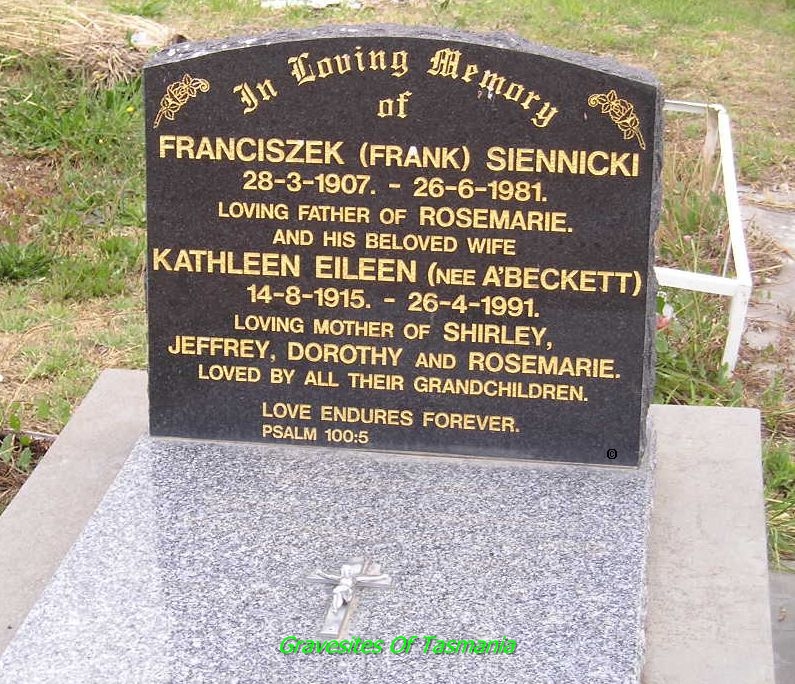 In Loving Memory
of
FRANCISZEK (FRANK) SIENNICKI
28-3-1907. - 26-6-1981.
LOVING FATHER OF ROSEMARIE.
AND HIS BELOVED WIFE
KATHLEEN EILEEN (NEE A'BECKETT)
14-8-1915. - 26-4-1991.
LOVING MOTHER OF SHIRLEY,
JEFFREY, DOROTHY AND ROSEMARIE.
LOVED BY ALL THEIR GRANDCHILDREN.
LOVE ENDURES FOREVER.
PSALM 100:5
©
Gravesites Of Tasmania